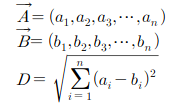 A⃗ = (a₁, a₂, a₃, ⋯, aₙ)
B⃗ = (b₁, b₂, b₃, ⋯, bₙ)
D = √(∑ᵢ₌₁ⁿ (aᵢ − bᵢ)²)